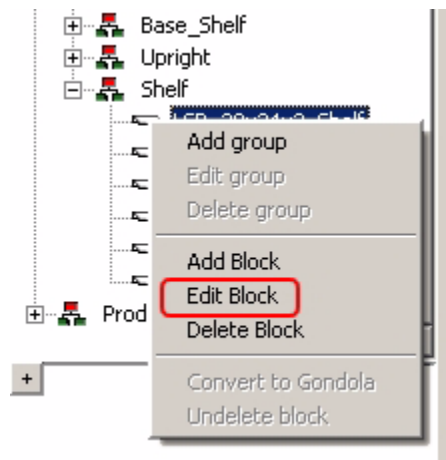 Base_Shelf
Upright
Shelf
Add group
Edit group
Delete group
Add Block
Edit Block
Delete Block
Prod
Convert to Gondola
Undelete block